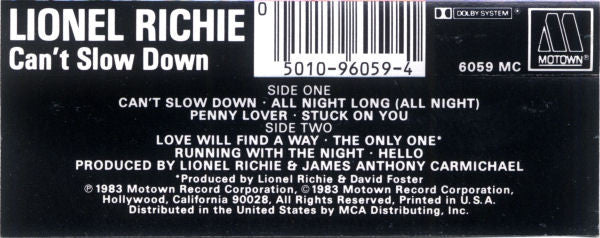 LIONEL RICHIE
Can't Slow Down
0
5010-96059-4
DOLBY SYSTEM ®
6059 MC
M
MOTOWN®
SIDE ONE
CAN'T SLOW DOWN · ALL NIGHT LONG (ALL NIGHT)
PENNY LOVER · STUCK ON YOU
SIDE TWO
LOVE WILL FIND A WAY · THE ONLY ONE*
RUNNING WITH THE NIGHT · HELLO
PRODUCED BY LIONEL RICHIE & JAMES ANTHONY CARMICHAEL
*Produced by Lionel Richie & David Foster
℗ 1983 Motown Record Corporation, ©1983 Motown Record Corporation,
Hollywood, California 90028, All Rights Reserved, Printed in U.S.A.
Distributed in the United States by MCA Distributing, Inc.